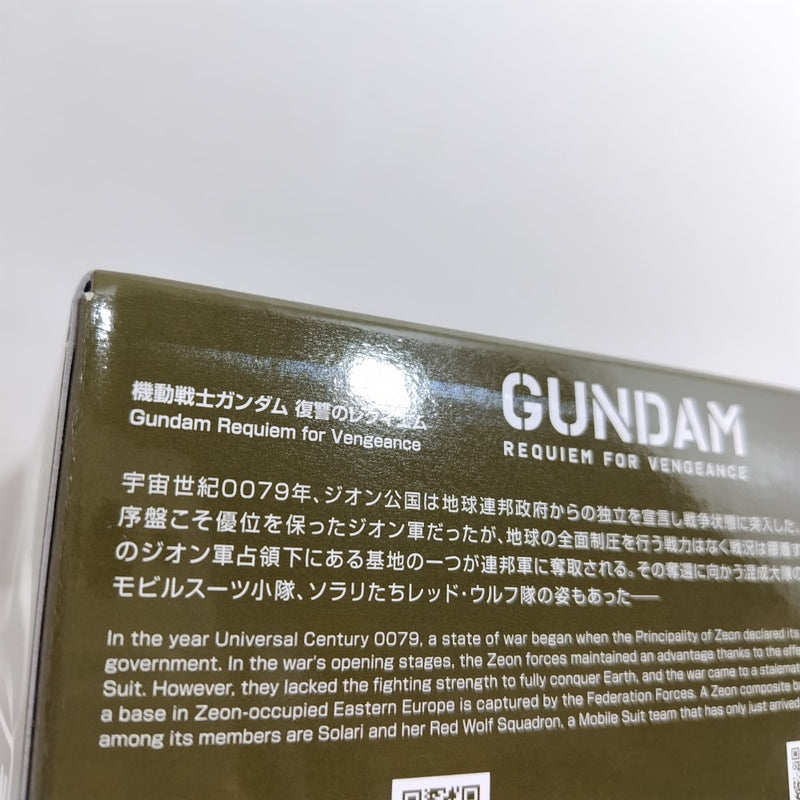 機動戦士ガンダム 復讐のレクイエム
Gundam Requiem for Vengeance
GUNDAM
REQUIEM FOR VENGEANCE
宇宙世紀0079年、ジオン公国は地球連邦政府からの独立を宣言し戦争状態に突入した。
序盤こそ優位を保ったジオン軍だったが、地球の全面制圧を行う戦力はなく戦況は膠着す
のジオン軍占領下にある基地の一つが連邦軍に奪取される。その奪還に向かう混成大隊の
モビルスーツ小隊、ソラリたちレッド・ウルフ隊の姿もあった──
In the year Universal Century 0079, a state of war began when the Principality of Zeon declared its
government. In the war's opening stages, the Zeon forces maintained an advantage thanks to the effe
Suit. However, they lacked the fighting strength to fully conquer Earth, and the war came to a stalemat
a base in Zeon-occupied Eastern Europe is captured by the Federation Forces. A Zeon composite b
among its members are Solari and her Red Wolf Squadron, a Mobile Suit team that has only just arrived